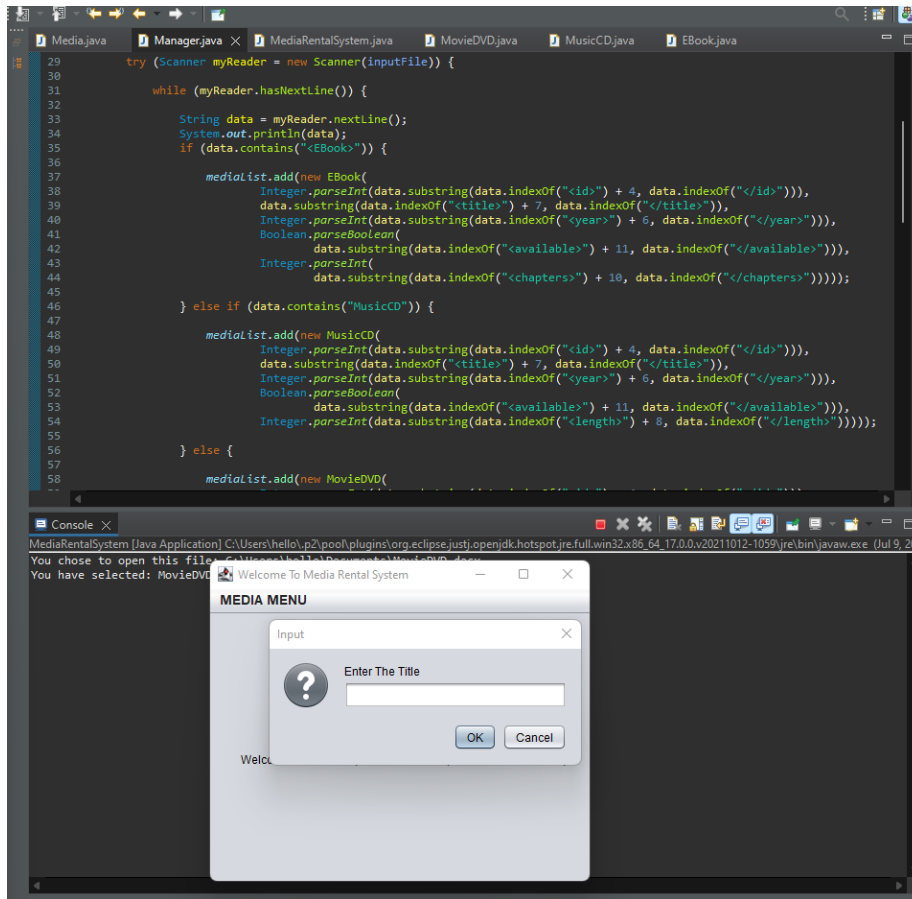 Media.java Manager.java MediaRentalSystem.java MovieDVD.java MusicCD.java EBook.java
29 try (Scanner myReader = new Scanner(inputFile)) {
30
31 while (myReader.hasNextLine()) {
32
33 String data = myReader.nextLine();
34 System.out.println(data);
35 if (data.contains("<EBook>")) {
36
37 mediaList.add(new EBook(
38 Integer.parseInt(data.substring(data.indexOf("<id>") + 4, data.indexOf("</id>"))),
39 data.substring(data.indexOf("<title>") + 7, data.indexOf("</title>")),
40 Integer.parseInt(data.substring(data.indexOf("<year>") + 6, data.indexOf("</year>"))),
41 Boolean.parseBoolean(
42 data.substring(data.indexOf("<available>") + 11, data.indexOf("</available>"))),
43 Integer.parseInt(
44 data.substring(data.indexOf("<chapters>") + 10, data.indexOf("</chapters>")))));
45
46 } else if (data.contains("MusicCD")) {
47
48 mediaList.add(new MusicCD(
49 Integer.parseInt(data.substring(data.indexOf("<id>") + 4, data.indexOf("</id>"))),
50 data.substring(data.indexOf("<title>") + 7, data.indexOf("</title>")),
51 Integer.parseInt(data.substring(data.indexOf("<year>") + 6, data.indexOf("</year>"))),
52 Boolean.parseBoolean(
53 data.substring(data.indexOf("<available>") + 11, data.indexOf("</available>"))),
54 Integer.parseInt(data.substring(data.indexOf("<length>") + 8, data.indexOf("</length>")))));
55
56 } else {
57
58 mediaList.add(new MovieDVD(
Console
MediaRentalSystem [Java Application] C:\Users\hello\.p2\pool\plugins\org.eclipse.justj.openjdk.hotspot.jre.full.win32.x86_64_17.0.0.v20211012-1059\jre\bin\javaw.exe (Jul 9, 2
You chose to open this file:
You have selected: MovieDVD
Welcome To Media Rental System
MEDIA MENU
Input
Enter The Title
OK Cancel